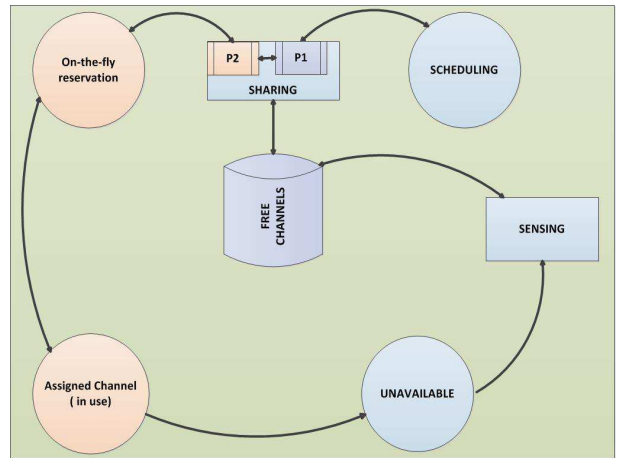 On-the-fly
reservation
P2
P1
SHARING
SCHEDULING
FREE
CHANNELS
SENSING
Assigned Channel
( in use)
UNAVAILABLE